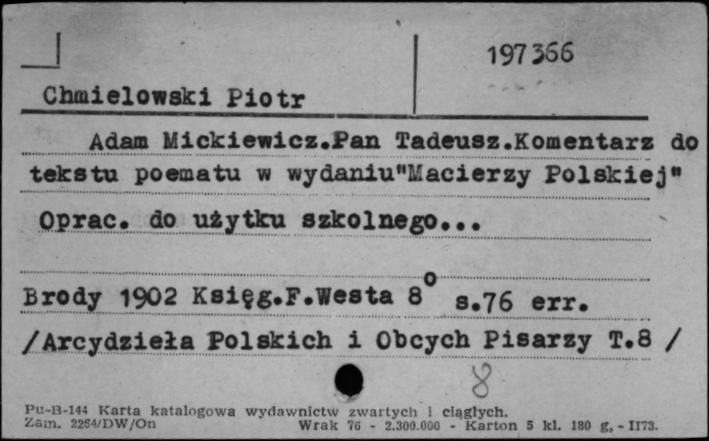 197366
Chmielowski Piotr
Adam Mickiewicz.Pan Tadeusz.Komentarz do
tekstu poematu w wydaniu"Macierzy Polskiej"
Oprac. do użytku szkolnego...
Brody 1902 Księg.F.Westa 8° s.76 err.
/Arcydzieła Polskich i Obcych Pisarzy T.8 /
8
Pu-B-144 Karta katalogowa wydawnictw zwartych i ciągłych.
Zam. 2264/DW/On Wrak 76 - 2.300.000 - Karton 5 kl. 180 g, - II73.